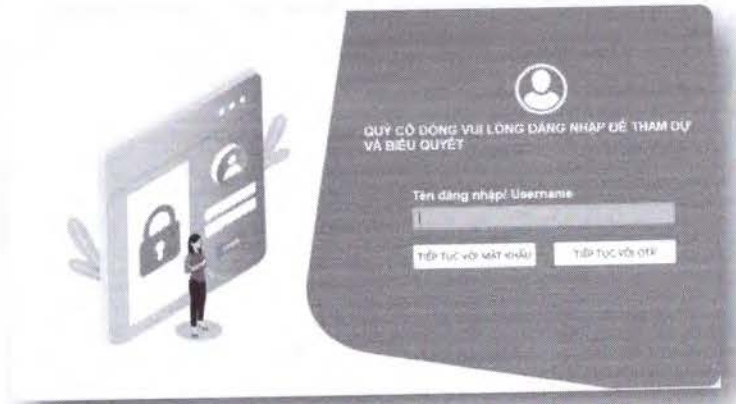 QUÝ CỔ ĐÔNG VUI LÒNG ĐĂNG NHẬP ĐỂ THAM DỰ
VÀ BIỂU QUYẾT
Tên đăng nhập/ Username
TIẾP TỤC VỚI MẬT KHẨU
TIẾP TỤC VỚI OTP